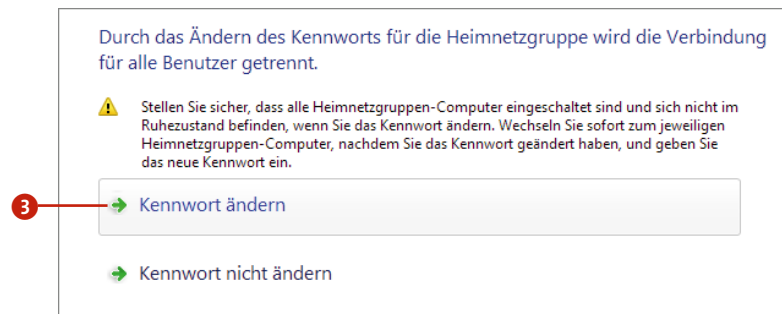 Durch das Ändern des Kennworts für die Heimnetzgruppe wird die Verbindung
für alle Benutzer getrennt.
Stellen Sie sicher, dass alle Heimnetzgruppen-Computer eingeschaltet sind und sich nicht im
Ruhezustand befinden, wenn Sie das Kennwort ändern. Wechseln Sie sofort zum jeweiligen
Heimnetzgruppen-Computer, nachdem Sie das Kennwort geändert haben, und geben Sie
das neue Kennwort ein.
3 Kennwort ändern
Kennwort nicht ändern